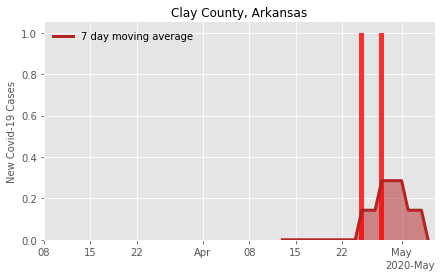 Clay County, Arkansas
7 day moving average
New Covid-19 Cases
1.0
0.8
0.6
0.4
0.2
0.0
08 15 22 Apr 08 15 22 May
2020-May